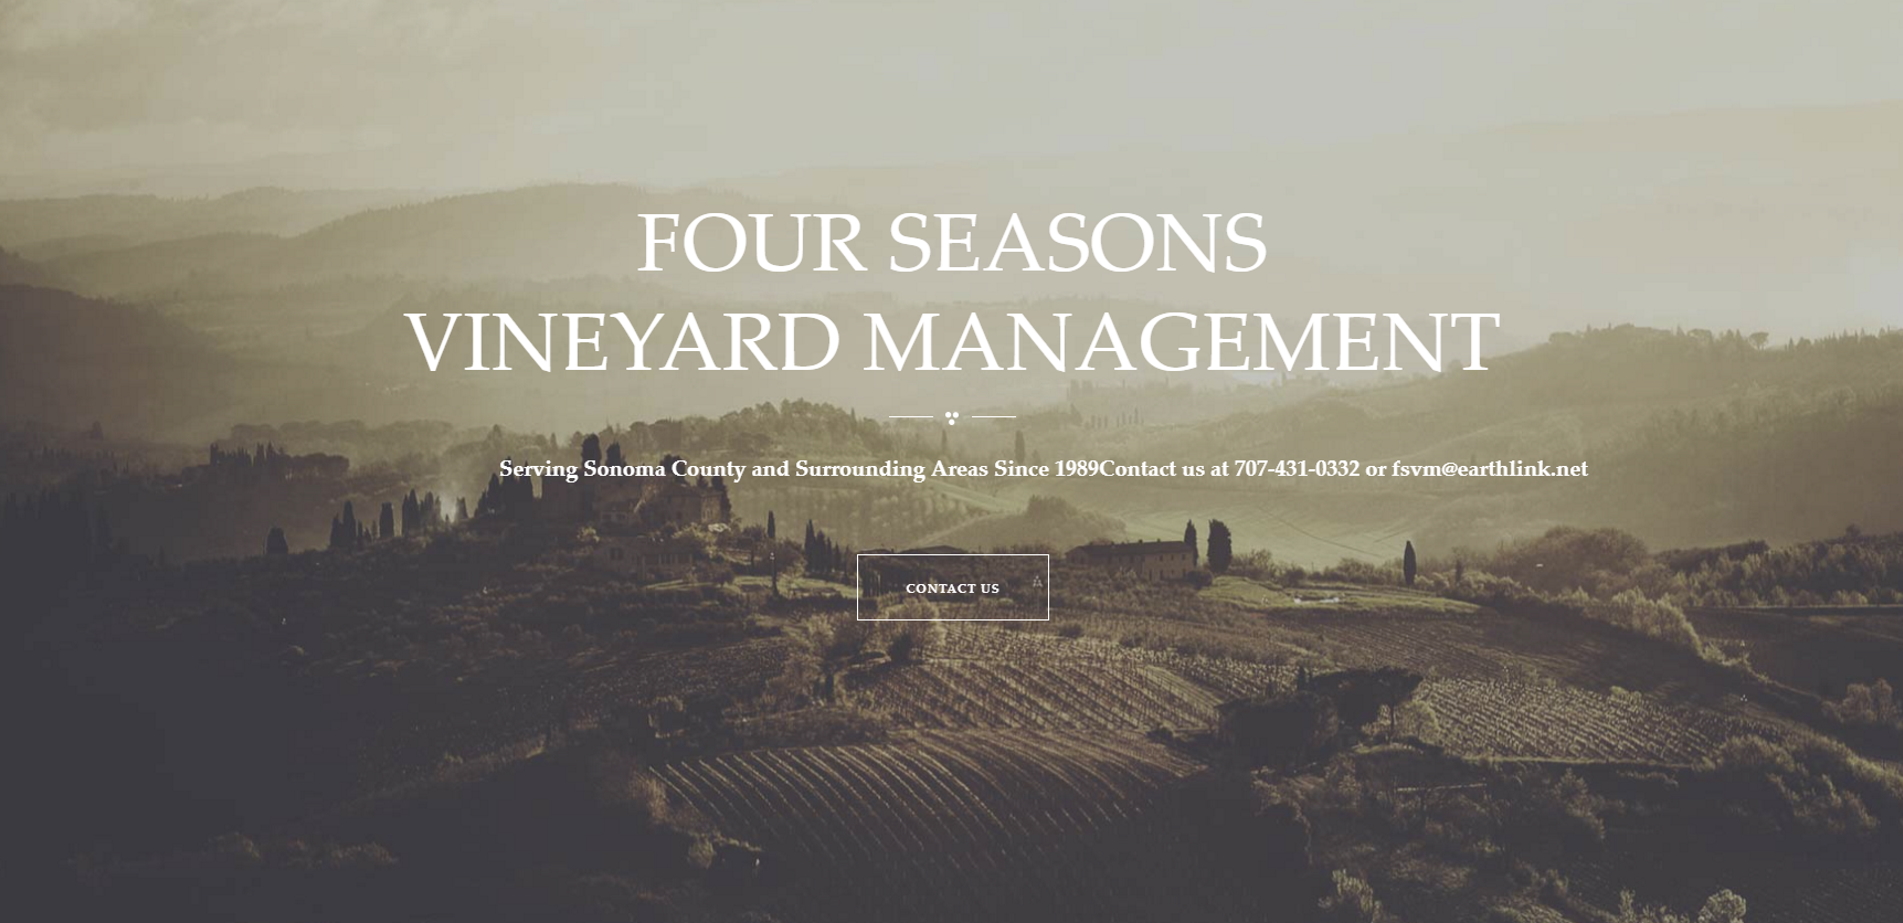 FOUR SEASONS
VINEYARD MANAGEMENT
Serving Sonoma County and Surrounding Areas Since 1989Contact us at 707-431-0332 or fsvm@earthlink.net
CONTACT US